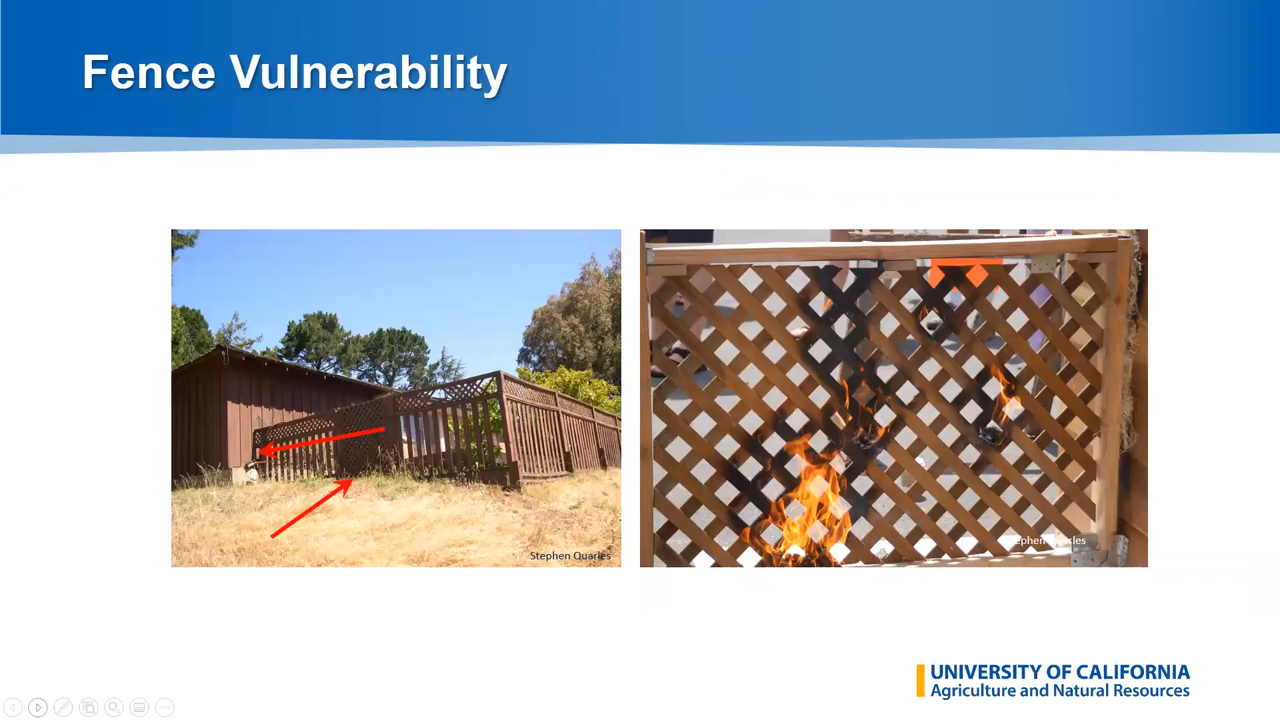 Fence Vulnerability
Stephen Quarles
Stephen Quarles
UNIVERSITY OF CALIFORNIA
Agriculture and Natural Resources